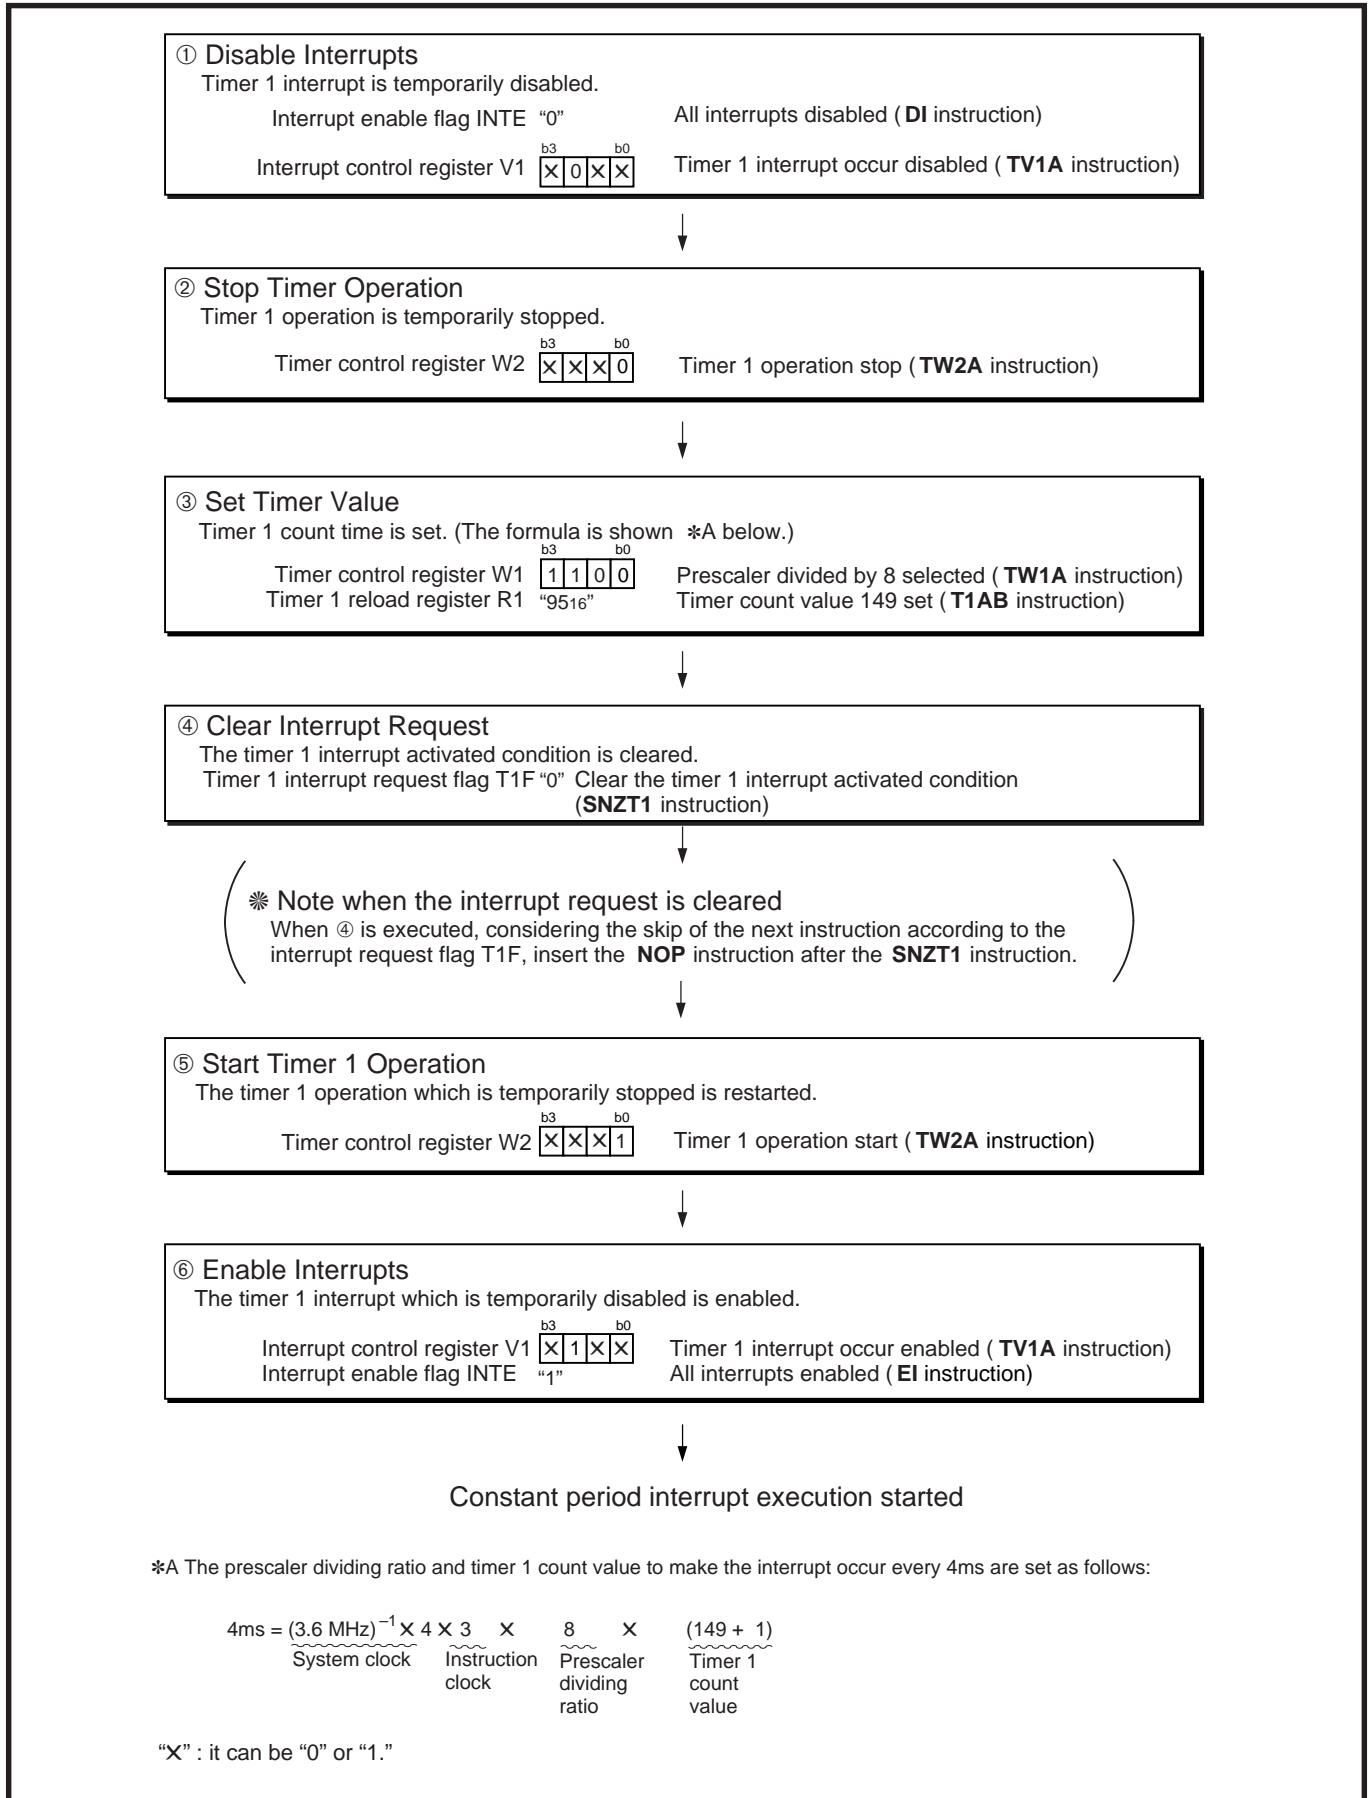 ① Disable Interrupts
Timer 1 interrupt is temporarily disabled.
Interrupt enable flag INTE “0” All interrupts disabled ( DI instruction)
b3 b0
Interrupt control register V1 ✕ 0 ✕ ✕ Timer 1 interrupt occur disabled ( TV1A instruction)
② Stop Timer Operation
Timer 1 operation is temporarily stopped.
b3 b0
Timer control register W2 ✕ ✕ ✕ 0 Timer 1 operation stop ( TW2A instruction)
③ Set Timer Value
Timer 1 count time is set. (The formula is shown ✻A below.)
b3 b0
Timer control register W1 1 1 0 0 Prescaler divided by 8 selected ( TW1A instruction)
Timer 1 reload register R1 “9516” Timer count value 149 set ( T1AB instruction)
④ Clear Interrupt Request
The timer 1 interrupt activated condition is cleared.
Timer 1 interrupt request flag T1F “0” Clear the timer 1 interrupt activated condition
(SNZT1 instruction)
❈ Note when the interrupt request is cleared
When ④ is executed, considering the skip of the next instruction according to the
interrupt request flag T1F, insert the NOP instruction after the SNZT1 instruction.
⑤ Start Timer 1 Operation
The timer 1 operation which is temporarily stopped is restarted.
b3 b0
Timer control register W2 ✕ ✕ ✕ 1 Timer 1 operation start ( TW2A instruction)
⑥ Enable Interrupts
The timer 1 interrupt which is temporarily disabled is enabled.
b3 b0
Interrupt control register V1 ✕ 1 ✕ ✕ Timer 1 interrupt occur enabled ( TV1A instruction)
Interrupt enable flag INTE “1” All interrupts enabled ( EI instruction)
Constant period interrupt execution started
✻A The prescaler dividing ratio and timer 1 count value to make the interrupt occur every 4ms are set as follows:
4ms = (3.6 MHz)–1 ✕ 4 ✕ 3 ✕ 8 ✕ (149 + 1)
System clock Instruction Prescaler Timer 1
clock dividing count
ratio value
“✕” : it can be “0” or “1.”